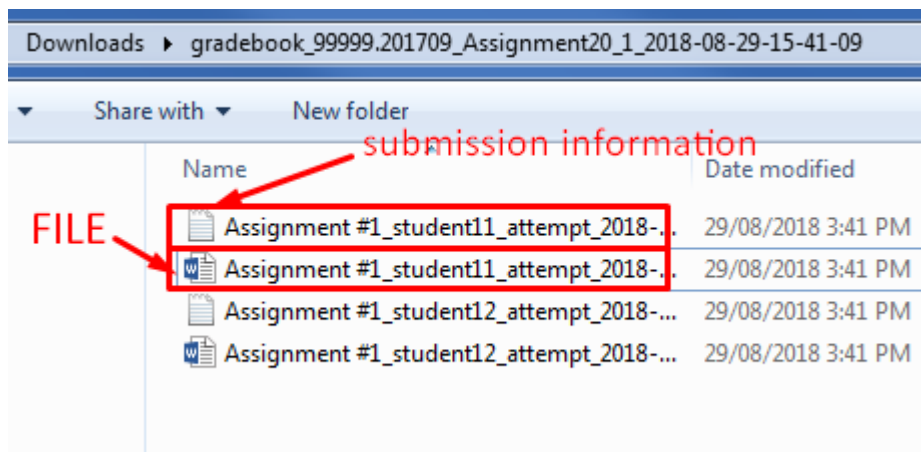 Downloads ▸ gradebook_99999.201709_Assignment20_1_2018-08-29-15-41-09
Share with New folder
submission information
Name Date modified
FILE
Assignment #1_student11_attempt_2018-... 29/08/2018 3:41 PM
Assignment #1_student11_attempt_2018-... 29/08/2018 3:41 PM
Assignment #1_student12_attempt_2018-... 29/08/2018 3:41 PM
Assignment #1_student12_attempt_2018-... 29/08/2018 3:41 PM